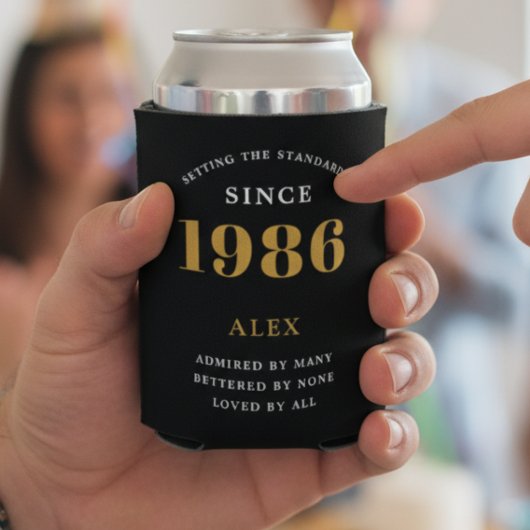 SETTING THE STANDARD
SINCE
1986
ALEX
ADMIRED BY MANY
BETTERED BY NONE
LOVED BY ALL